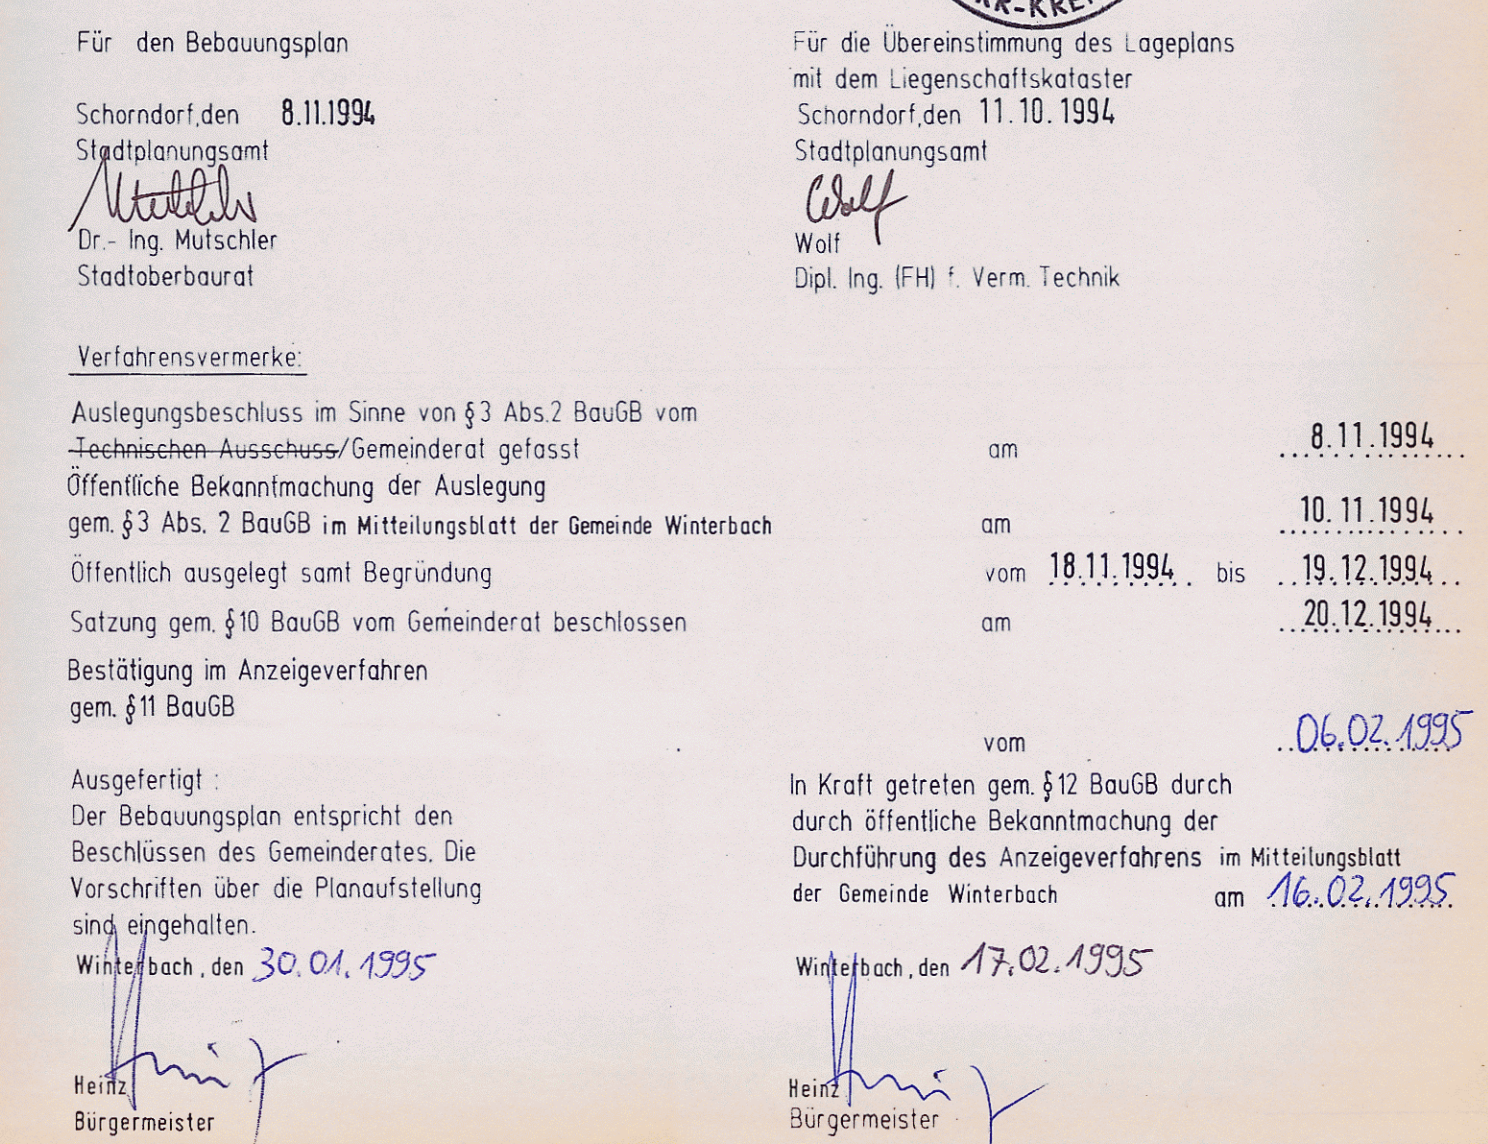 RR-KREI
Für den Bebauungsplan
Schorndorf,den 8.11.1994
Stadtplanungsamt
Dr.- Ing. Mutschler
Stadtoberbaurat
Für die Übereinstimmung des Lageplans
mit dem Liegenschaftskataster
Schorndorf,den 11.10.1994
Stadtplanungsamt
Wolf
Wolf
Dipl. Ing. (FH) f. Verm. Technik
Verfahrensvermerke:
Auslegungsbeschluss im Sinne von §3 Abs.2 BauGB vom
Technischen Ausschuss/Gemeinderat gefasst am 8.11.1994
Öffentliche Bekanntmachung der Auslegung
gem. §3 Abs. 2 BauGB im Mitteilungsblatt der Gemeinde Winterbach am 10.11.1994
Öffentlich ausgelegt samt Begründung vom 18.11.1994 bis 19.12.1994
Satzung gem. §10 BauGB vom Gemeinderat beschlossen am 20.12.1994
Bestätigung im Anzeigeverfahren
gem. §11 BauGB
vom 06.02.1995
Ausgefertigt :
Der Bebauungsplan entspricht den
Beschlüssen des Gemeinderates. Die
Vorschriften über die Planaufstellung
sind eingehalten.
Winterbach, den 30.01.1995
Heinz
Bürgermeister
In Kraft getreten gem. §12 BauGB durch
durch öffentliche Bekanntmachung der
Durchführung des Anzeigeverfahrens im Mitteilungsblatt
der Gemeinde Winterbach am 16.02.1995
Winterbach, den 17.02.1995
Heinz
Bürgermeister